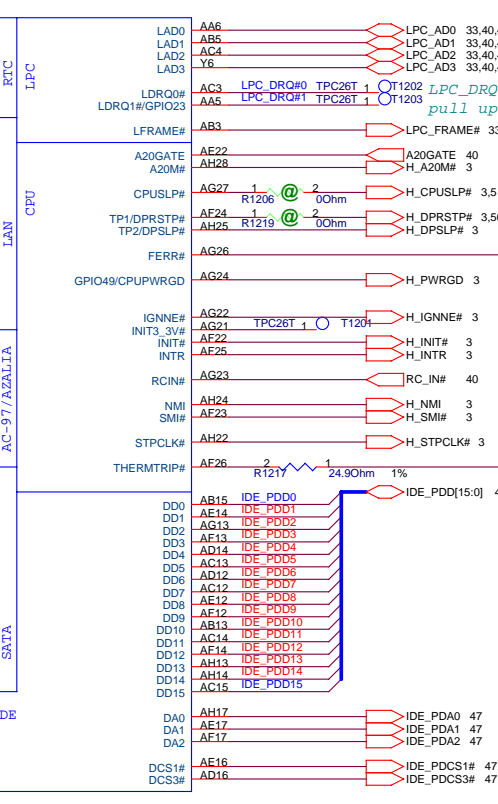 RTC
LPC
LAN
CPU
AC-97/AZALIA
SATA
DE
LAD0 AA6 LPC_AD0 33,40,
LAD1 AB5 LPC_AD1 33,40,
LAD2 AC4 LPC_AD2 33,40,
LAD3 Y6 LPC_AD3 33,40,
LDRQ0# AC3 LPC_DRQ#0 TPC26T 1 T1202 LPC_DRQ
LDRQ1#/GPIO23 AA5 LPC_DRQ#1 TPC26T 1 T1203 pull up
LFRAME# AB3 LPC_FRAME# 33
A20GATE AE22 A20GATE 40
A20M# AH28 H_A20M# 3
CPUSLP# AG27 1 @ 2 H_CPUSLP# 3,5
R1206 0Ohm
TP1/DPRSTP# AF24 1 @ 2 H_DPRSTP# 3,50
R1219 0Ohm
TP2/DPSLP# AH25 H_DPSLP# 3
FERR# AG26
GPIO49/CPUPWRGD AG24 H_PWRGD 3
IGNNE# AG22 H_IGNNE# 3
INIT3_3V# AG21 TPC26T 1 T1201
INIT# AF22 H_INIT# 3
INTR AF25 H_INTR 3
RCIN# AG23 RC_IN# 40
NMI AH24 H_NMI 3
SMI# AF23 H_SMI# 3
STPCLK# AH22 H_STPCLK# 3
THERMTRIP# AF26 2 1
R1217 24.9Ohm 1%
IDE_PDD[15:0] 4
DD0 AB15 IDE_PDD0
DD1 AE14 IDE_PDD1
DD2 AG13 IDE_PDD2
DD3 AF13 IDE_PDD3
DD4 AD14 IDE_PDD4
DD5 AC13 IDE_PDD5
DD6 AD12 IDE_PDD6
DD7 AC12 IDE_PDD7
DD8 AE12 IDE_PDD8
DD9 AF12 IDE_PDD9
DD10 AB13 IDE_PDD10
DD11 AC14 IDE_PDD11
DD12 AF14 IDE_PDD12
DD13 AH13 IDE_PDD13
DD14 AH14 IDE_PDD14
DD15 AC15 IDE_PDD15
DA0 AH17 IDE_PDA0 47
DA1 AE17 IDE_PDA1 47
DA2 AF17 IDE_PDA2 47
DCS1# AE16 IDE_PDCS1# 47
DCS3# AD16 IDE_PDCS3# 47